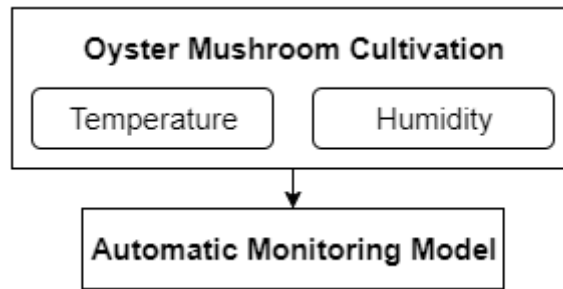 Oyster Mushroom Cultivation
Temperature
Humidity
Automatic Monitoring Model